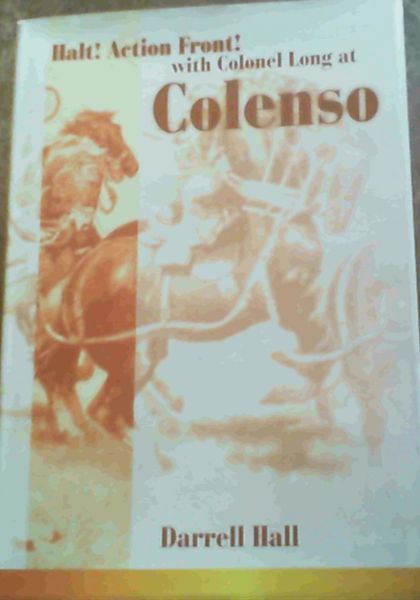 Halt! Action Front!
with Colonel Long at
Colenso
Darrell Hall